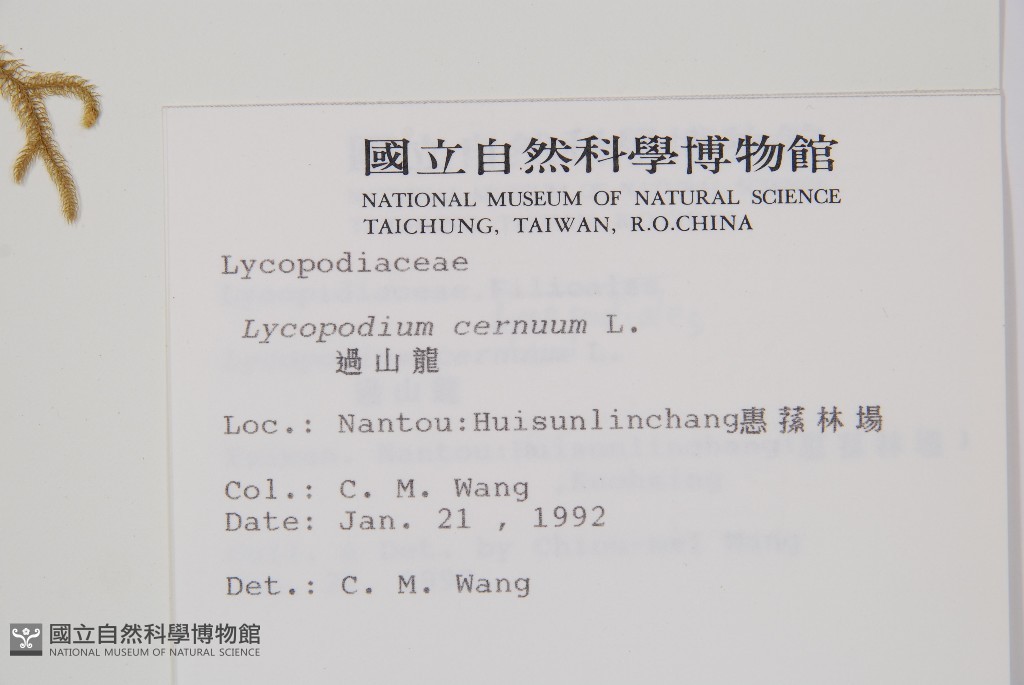 國立自然科學博物館
NATIONAL MUSEUM OF NATURAL SCIENCE
TAICHUNG, TAIWAN, R.O.CHINA
Lycopodiaceae
Lycopodium cernuum L.
過山龍
Loc.: Nantou:Huisunlinchang惠蓀林場
Col.: C. M. Wang
Date: Jan. 21 , 1992
Det.: C. M. Wang
國立自然科學博物館
NATIONAL MUSEUM OF NATURAL SCIENCE